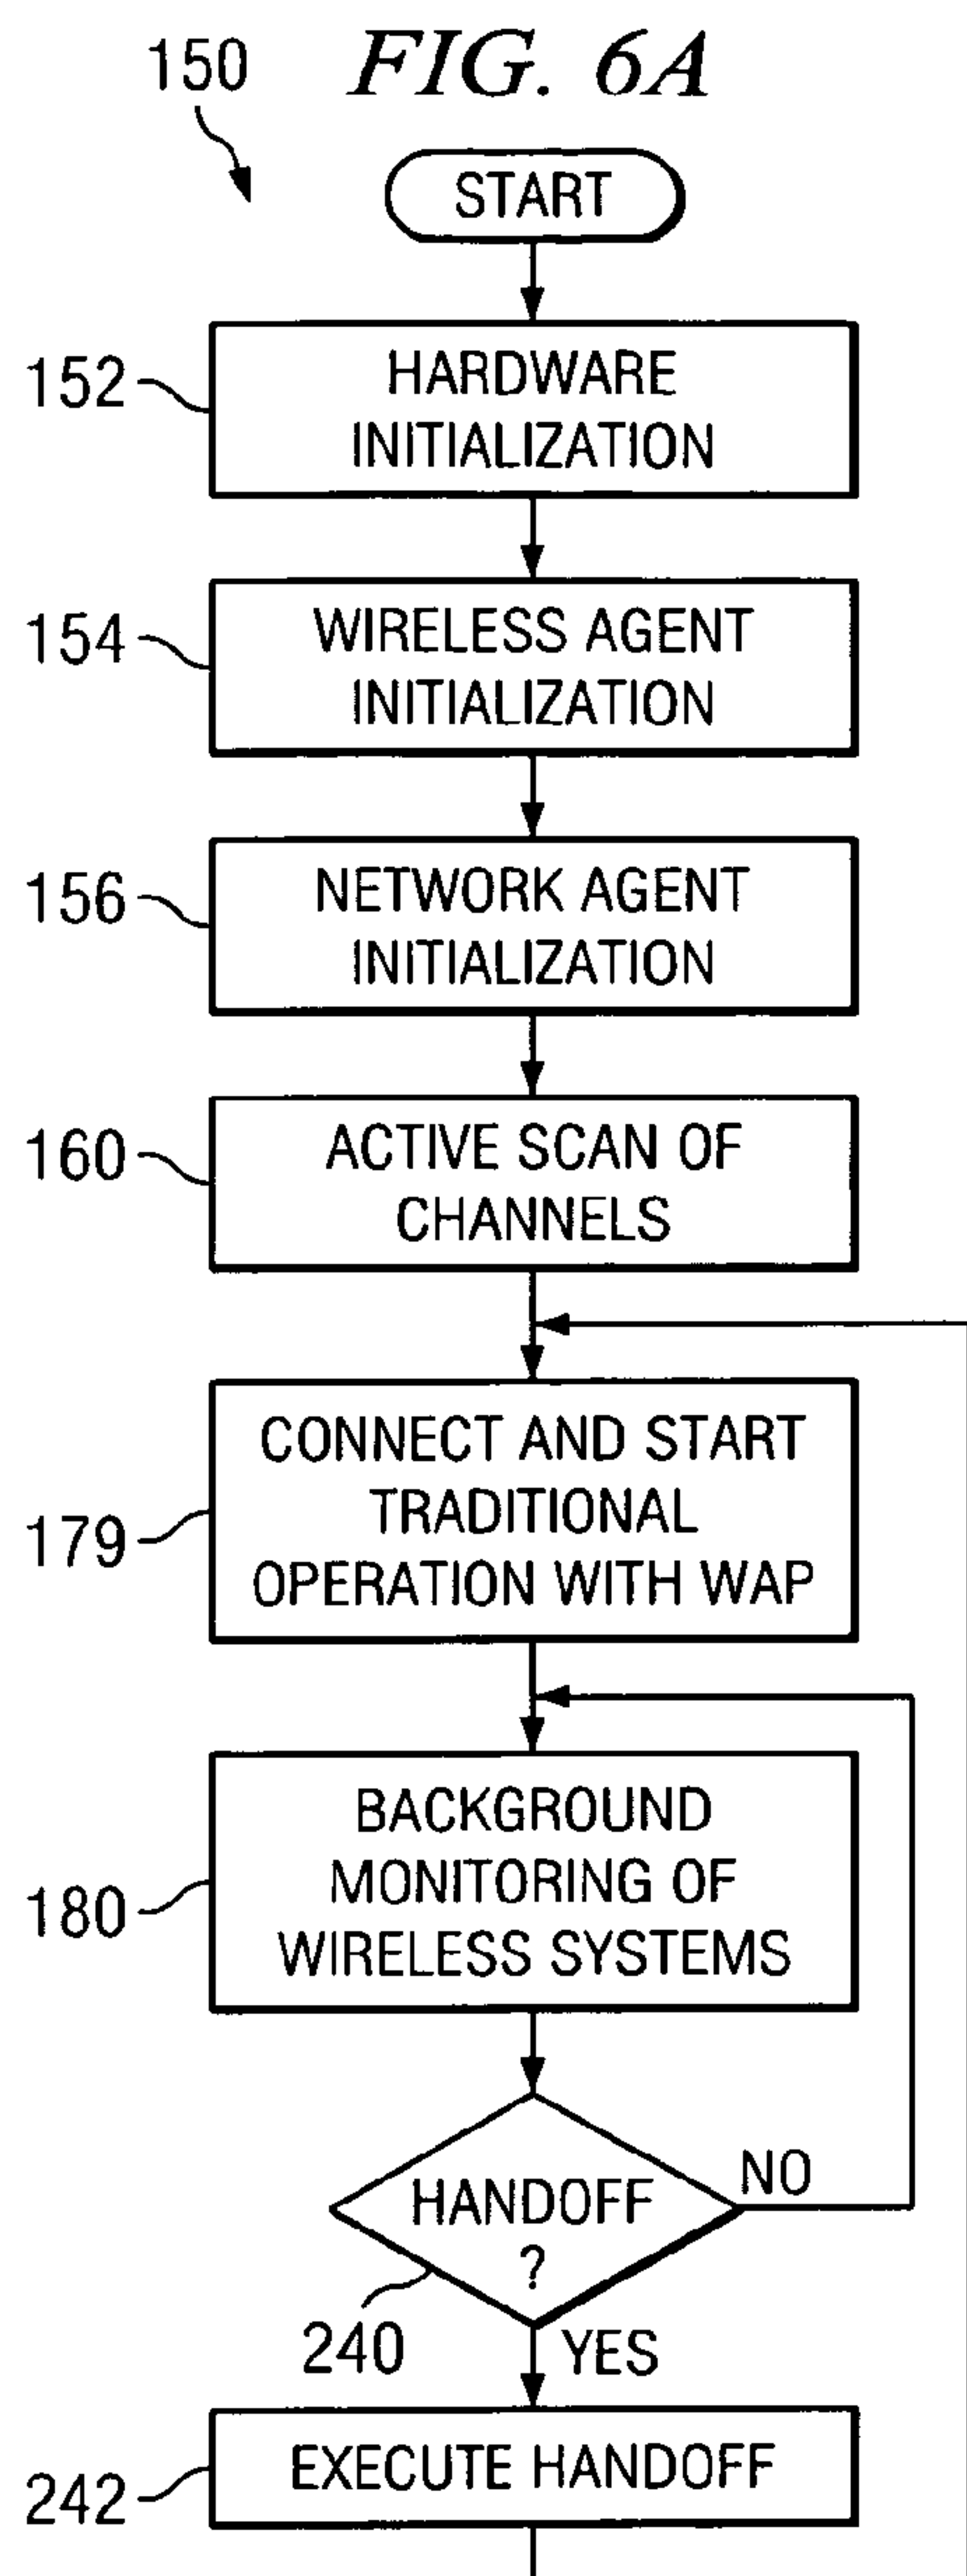 150
FIG. 6A
START
152
HARDWARE
INITIALIZATION
154
WIRELESS AGENT
INITIALIZATION
156
NETWORK AGENT
INITIALIZATION
160
ACTIVE SCAN OF
CHANNELS
179
CONNECT AND START
TRADITIONAL
OPERATION WITH WAP
180
BACKGROUND
MONITORING OF
WIRELESS SYSTEMS
HANDOFF
?
NO
240
YES
242
EXECUTE HANDOFF